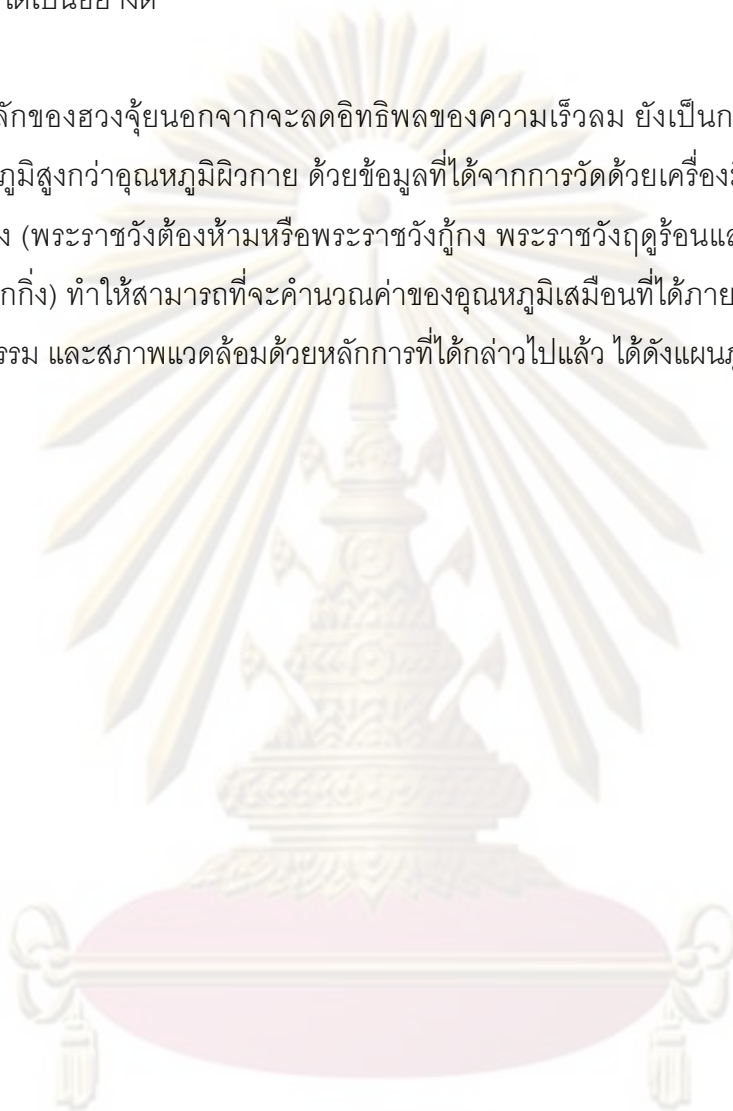 ลักของฮวงจุ้ยนอกจากจะลดอิทธิพลของความเร็วลม ยังเป็นก
ภูมิสูงกว่าอุณหภูมิผิวกาย ด้วยข้อมูลที่ได้จากการวัดด้วยเครื่อง
ง (พระราชวังต้องห้ามหรือพระราชวังกู้กง พระราชวังฤดูร้อนแล
กกิ่ง) ทำให้สามารถที่จะคำนวณค่าของอุณหภูมิเสมือนที่ได้ภาย
รรม และสภาพแวดล้อมด้วยหลักการที่ได้กล่าวไปแล้ว ได้ดังแผนภ